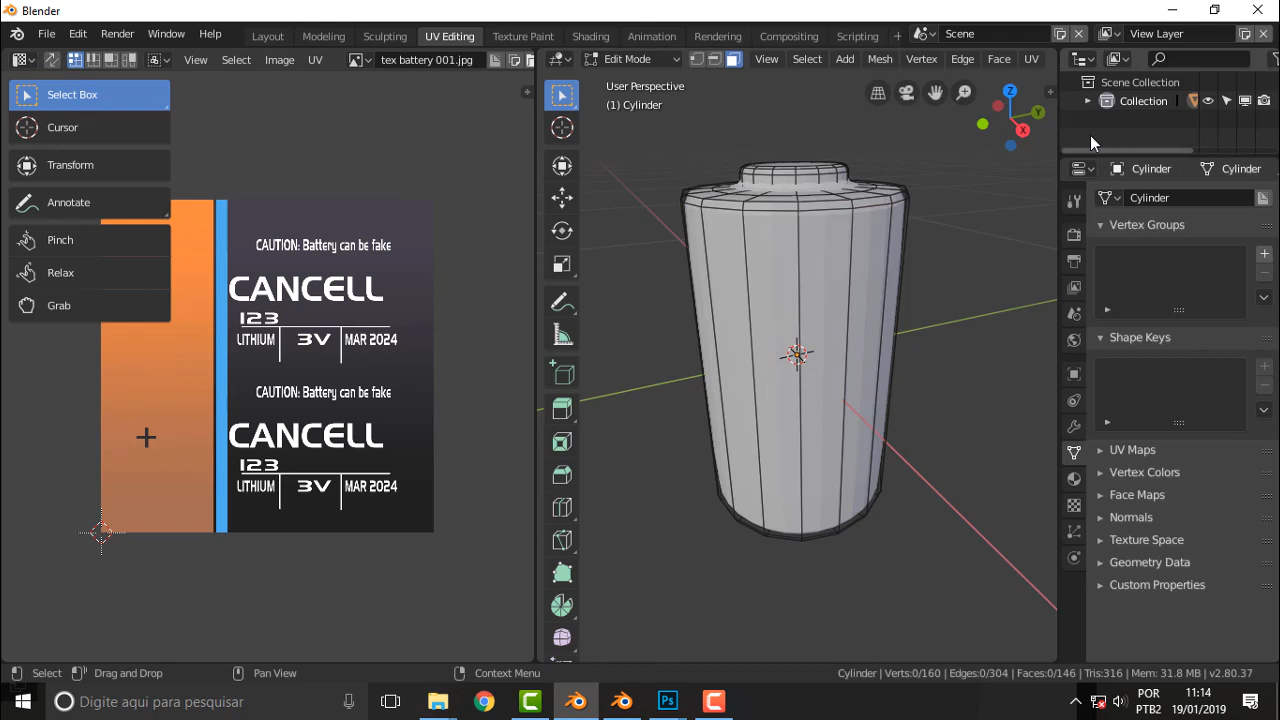 Blender
File Edit Render Window Help
Layout Modeling Sculpting UV Editing Texture Paint Shading Animation Rendering Compositing Scripting
Scene
View Layer
View Select Image UV
tex battery 001.jpg
Edit Mode
View Select Add Mesh Vertex Edge Face UV
Scene Collection
Collection
Select Box
Cursor
Transform
Annotate
Pinch
Relax
Grab
CAUTION: Battery can be fake
CANCELL
123
LITHIUM 3V MAR 2024
CAUTION: Battery can be fake
CANCELL
123
LITHIUM 3V MAR 2024
User Perspective
(1) Cylinder
Z
Y
X
Cylinder Cylinder
Cylinder
Vertex Groups
Shape Keys
UV Maps
Vertex Colors
Face Maps
Normals
Texture Space
Geometry Data
Custom Properties
Select Drag and Drop Pan View Context Menu
Cylinder | Verts:0/160 | Edges:0/304 | Faces:0/146 | Tris:316 | Mem: 31.8 MB | v2.80.37
Digite aqui para pesquisar
Ps
POR
PTB2
11:14
19/01/2019